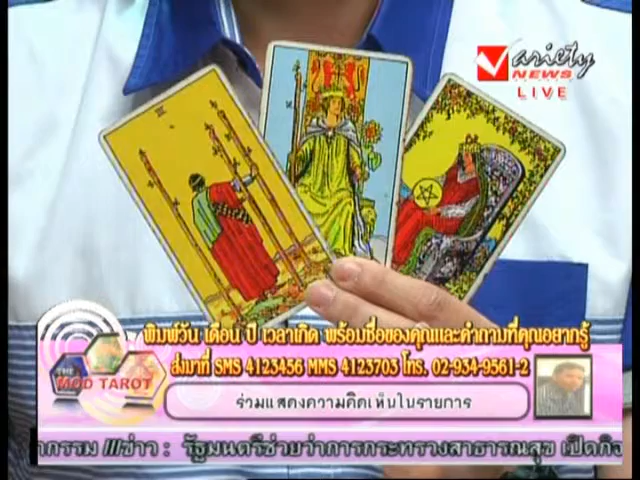 Variety
NEWS
LIVE
III
พิมพ์วัน เดือน ปี เวลาเกิด พร้อมชื่อของคุณและคำถามที่คุณอยากรู้
ส่งมาที่ SMS 4123456 MMS 4123703 โทร. 02-934-9561-2
THE
MOD TAROT
ร่วมแสดงความคิดเห็นในรายการ
กรรม ///ข่าว : รัฐมนตรีช่วยว่าการกระทรวงสาธารณสุข เปิดกิจ